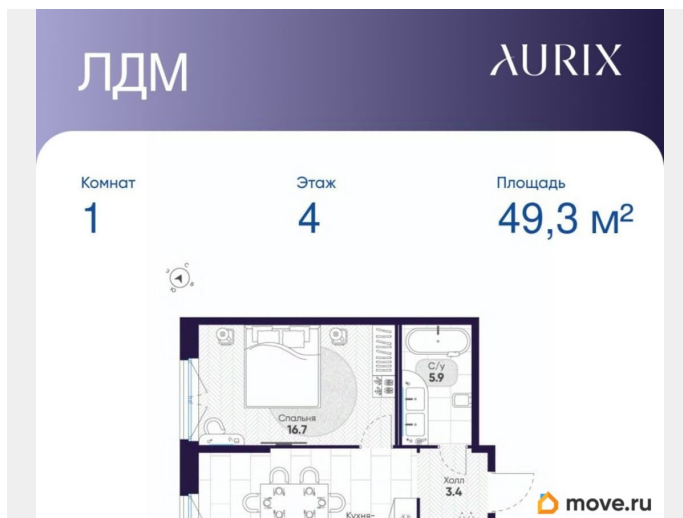 ЛДМ
AURIX
Комнат
Этаж
Площадь
1
4
49,3 м²
С/у
5.9
Спальня
16.7
Холл
3.4
Кухня-
move.ru